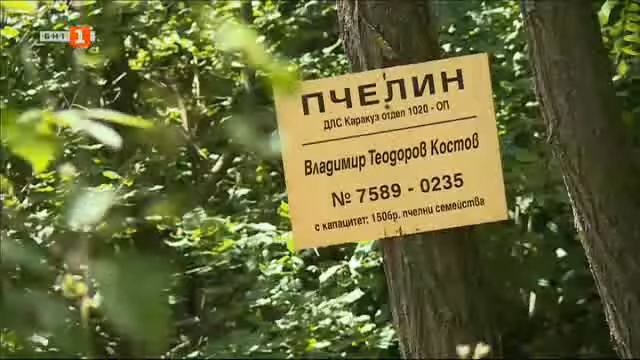 БНТ 1
ПЧЕЛИН
ДЛС Каракуз отдел 1020 - ОП
Владимир Теодоров Костов
№ 7589 - 0235
с капацитет: 150бр. пчелни семейства